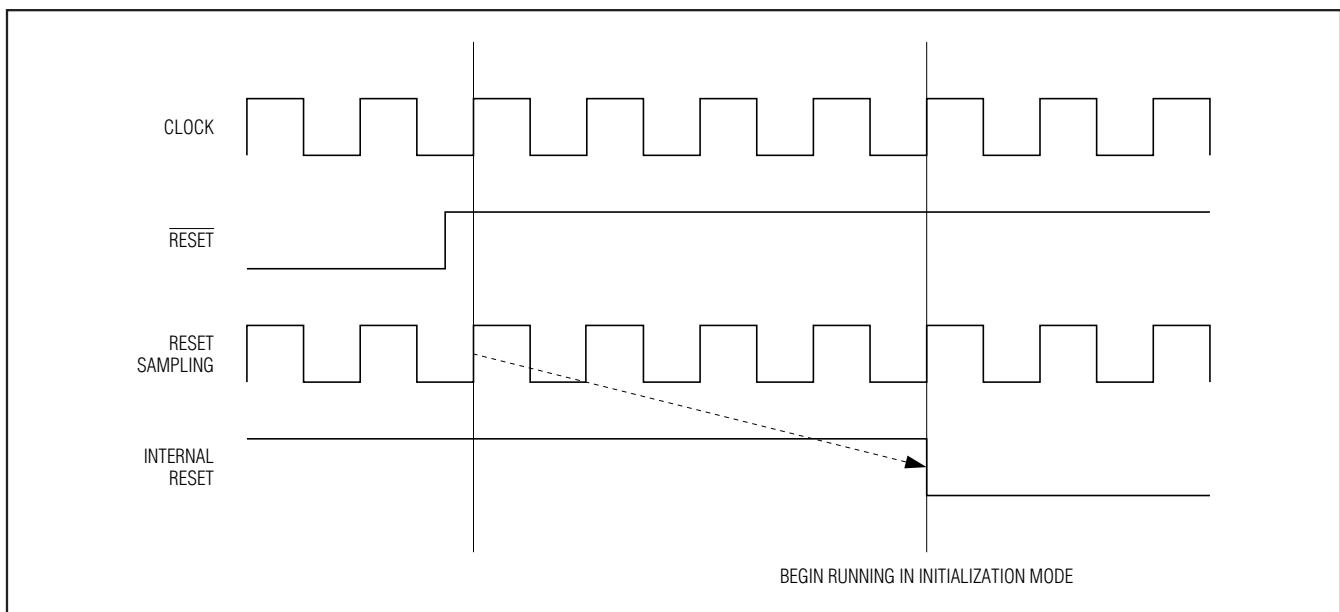 CLOCK
RESET
RESET
SAMPLING
INTERNAL
RESET
BEGIN RUNNING IN INITIALIZATION MODE